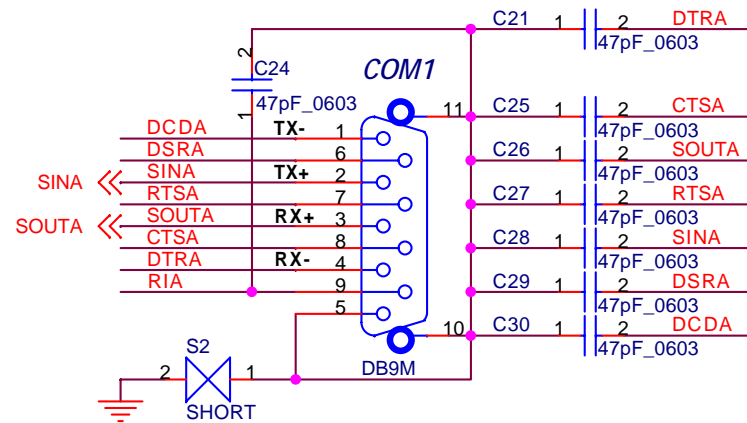 C21 1 2 DTRA
47pF_0603
2
C24
47pF_0603
1
COM1
11 C25 1 2 CTSA
47pF_0603
DCDA TX- 1
DSRA 6
C26 1 2 SOUTA
47pF_0603
SINA SINA TX+ 2
RTSA 7
C27 1 2 RTSA
47pF_0603
SOUTA SOUTA RX+ 3
CTSA 8
C28 1 2 SINA
47pF_0603
DTRA RX- 4
RIA 9
C29 1 2 DSRA
47pF_0603
5
10 C30 1 2 DCDA
47pF_0603
DB9M
S2
2 1
SHORT